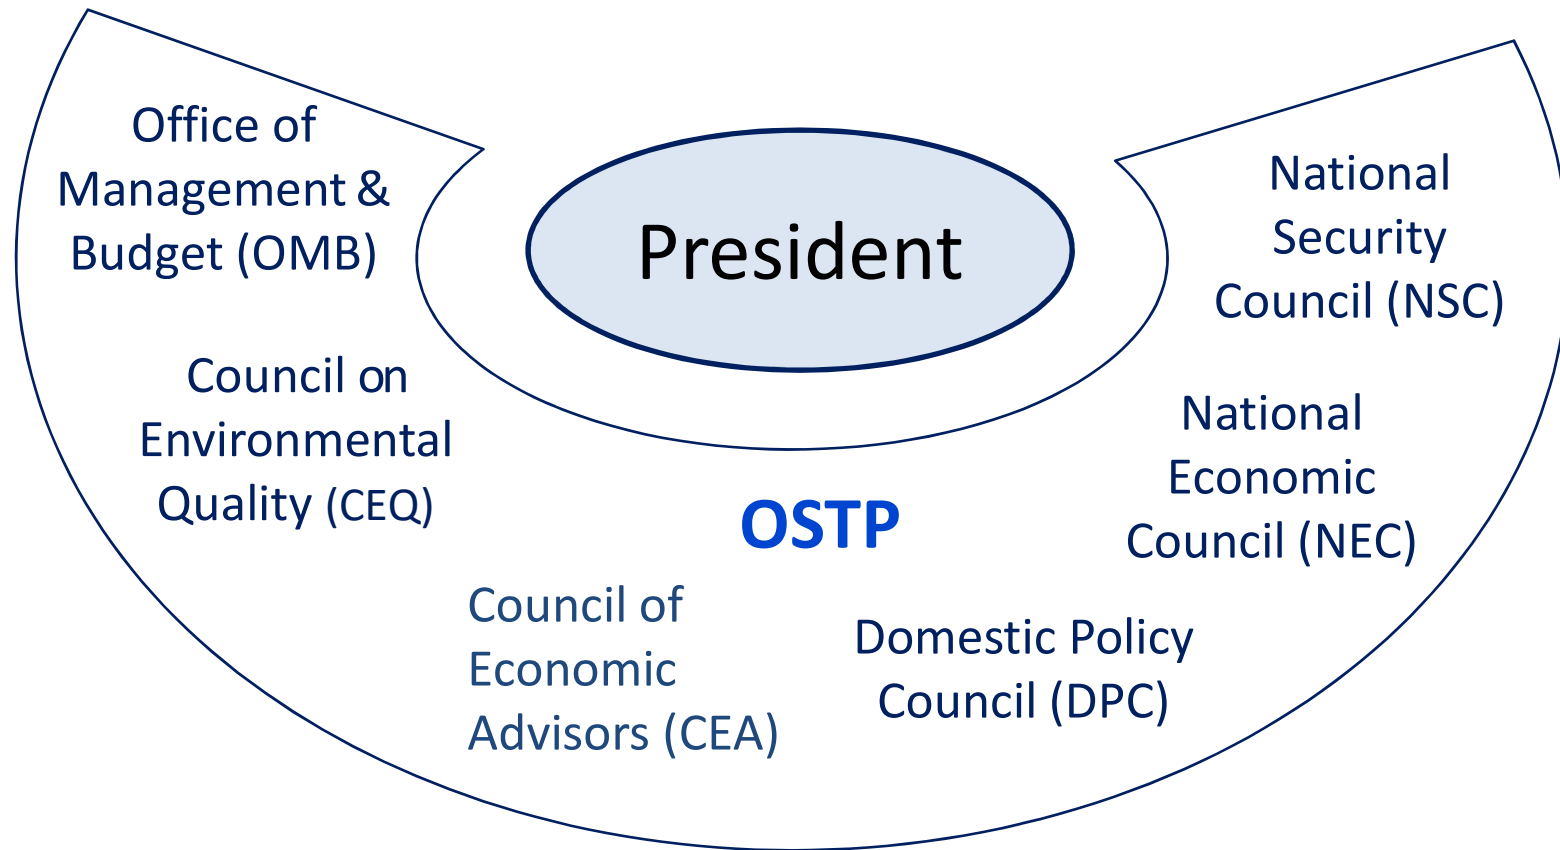 Office of
Management &
Budget (OMB)
President
National
Security
Council (NSC)
Council on
Environmental
Quality (CEQ)
National
Economic
Council (NEC)
OSTP
Council of
Economic
Advisors (CEA)
Domestic Policy
Council (DPC)